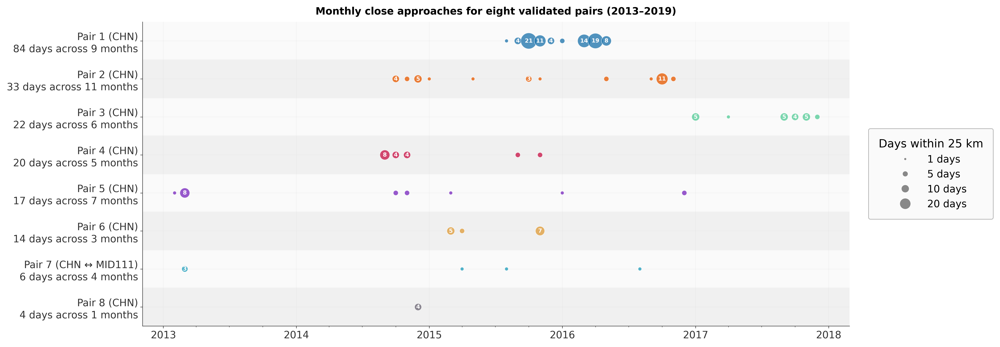 Monthly close approaches for eight validated pairs (2013–2019)
Pair 1 (CHN)
84 days across 9 months
4 21 11 4 14 19 8
Pair 2 (CHN)
33 days across 11 months
4 5 3 11
Pair 3 (CHN)
22 days across 6 months
5 5 4 5
Pair 4 (CHN)
20 days across 5 months
8 4 4
Pair 5 (CHN)
17 days across 7 months
8
Pair 6 (CHN)
14 days across 3 months
5 7
Pair 7 (CHN ↔ MID111)
6 days across 4 months
3
Pair 8 (CHN)
4 days across 1 months
4
2013 2014 2015 2016 2017 2018
Days within 25 km
1 days
5 days
10 days
20 days